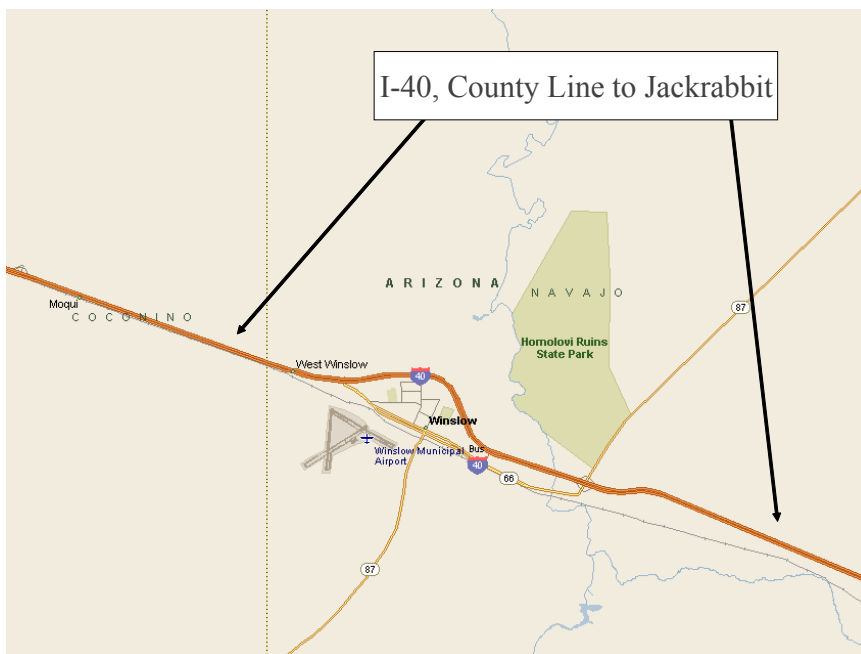 I-40, County Line to Jackrabbit
ARIZONA
NAVAJO
87
Moqui
COCONINO
Homolovi Ruins
State Park
West Winslow
40
Winslow
Winslow Municipal
Airport
Bus
40
66
87